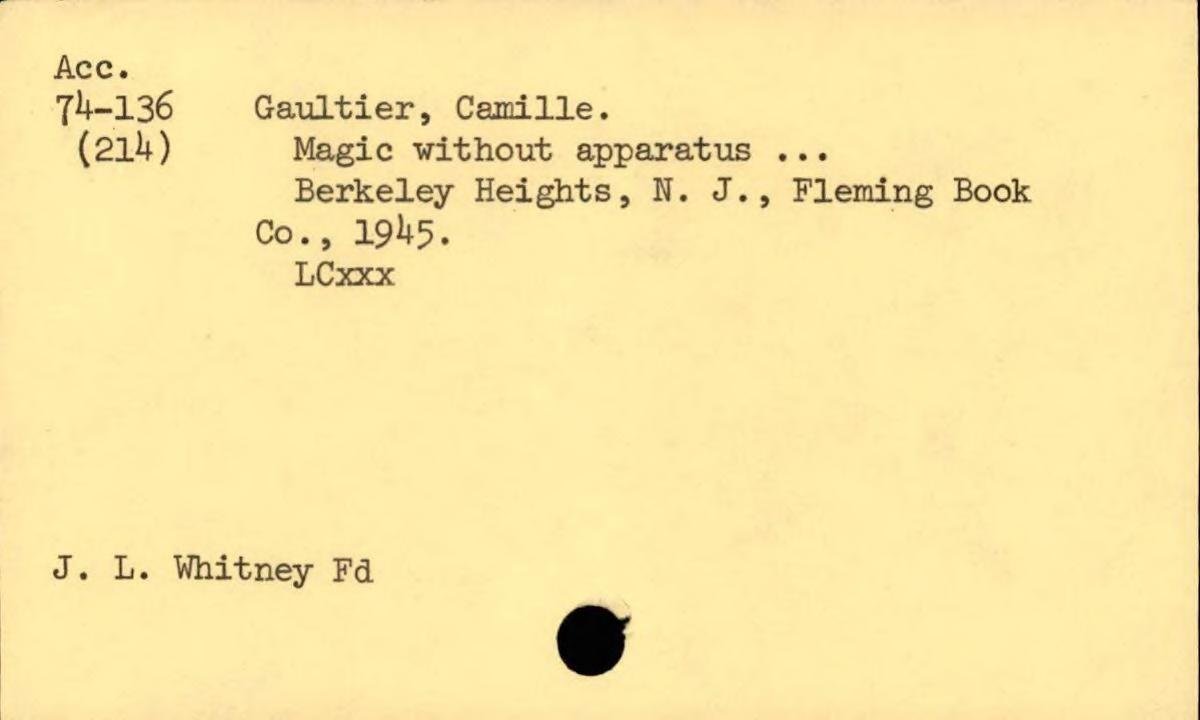 Acc.
74-136 Gaultier, Camille.
(214) Magic without apparatus ...
Berkeley Heights, N. J., Fleming Book
Co., 1945.
LCxxx
J. L. Whitney Fd